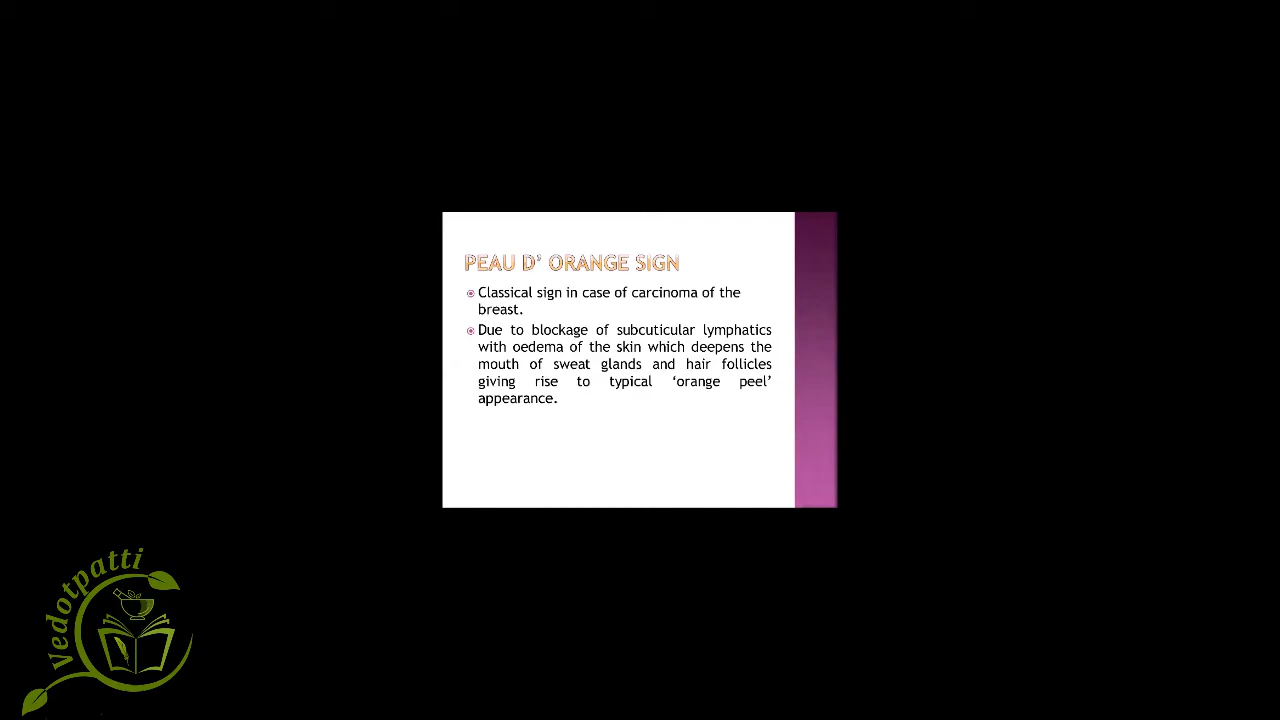 PEAU D’ ORANGE SIGN
Classical sign in case of carcinoma of the
breast.
Due to blockage of subcuticular lymphatics
with oedema of the skin which deepens the
mouth of sweat glands and hair follicles
giving rise to typical ‘orange peel’
appearance.
vedotpatti